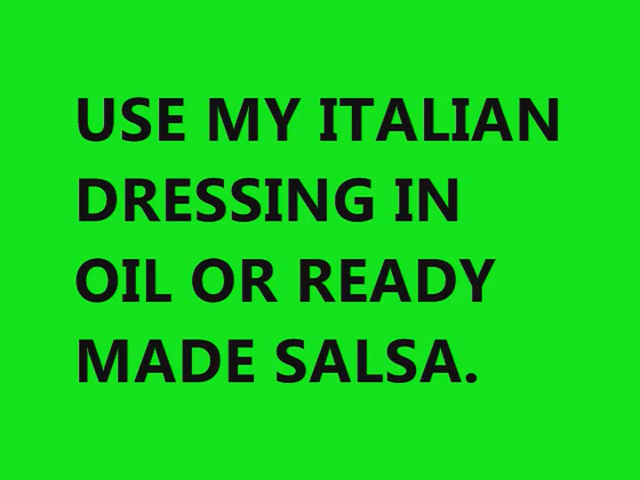 USE MY ITALIAN
DRESSING IN
OIL OR READY
MADE SALSA.